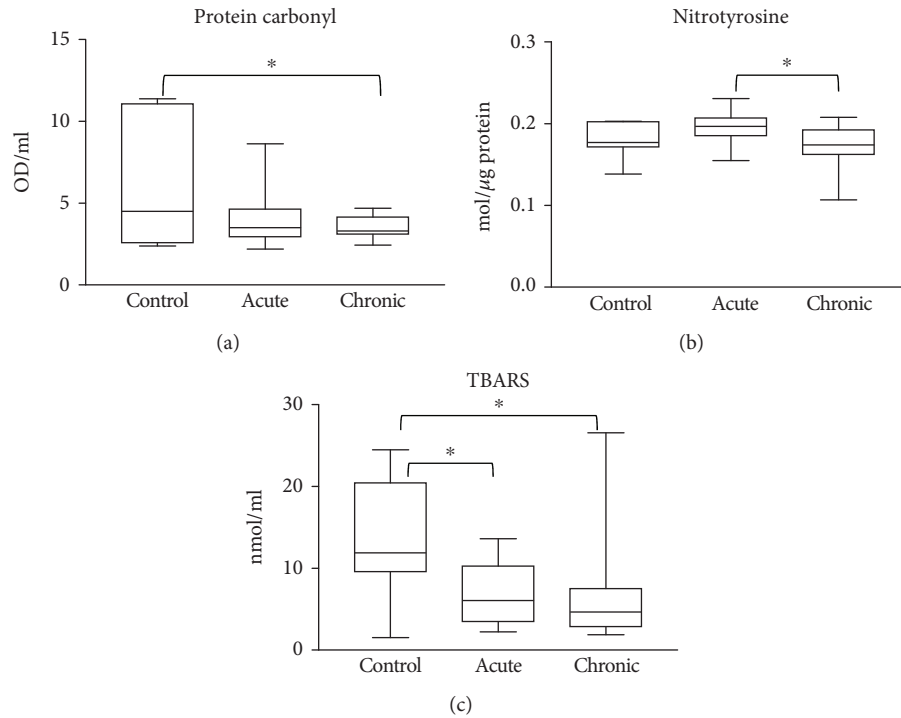 Protein carbonyl
15
10
5
0
OD/ml
*
Control Acute Chronic
(a)
Nitrotyrosine
0.3
0.2
0.1
0.0
mol/μg protein
*
Control Acute Chronic
(b)
TBARS
30
20
10
0
nmol/ml
*
*
Control Acute Chronic
(c)